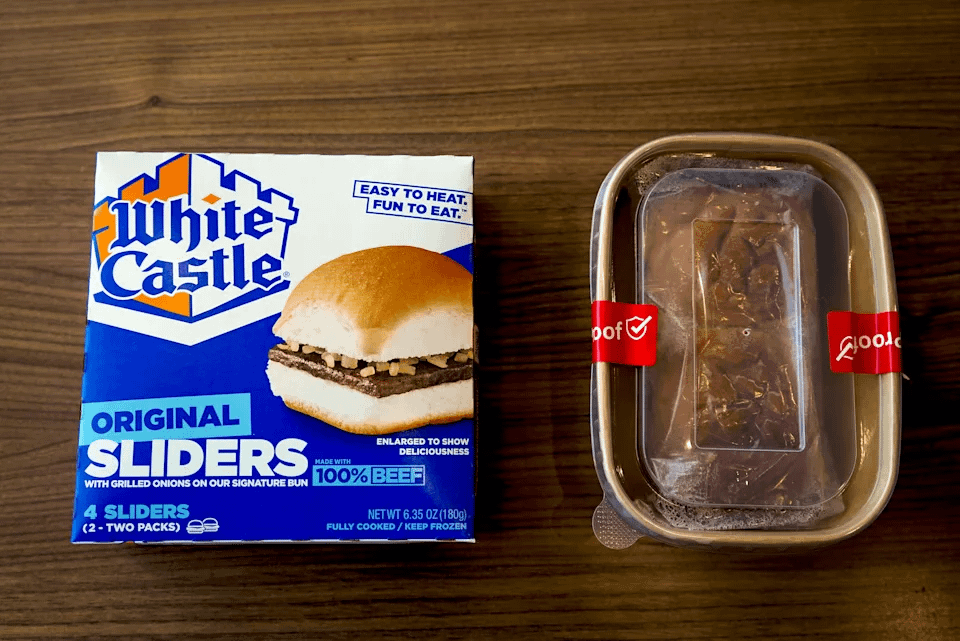 White
Castle®
EASY TO HEAT.
FUN TO EAT.™
ORIGINAL
SLIDERS
WITH GRILLED ONIONS ON OUR SIGNATURE BUN
MADE WITH
100% BEEF
ENLARGED TO SHOW
DELICIOUSNESS
4 SLIDERS
(2 - TWO PACKS)
NET WT 6.35 OZ (180g)
FULLY COOKED / KEEP FROZEN
oof
roof